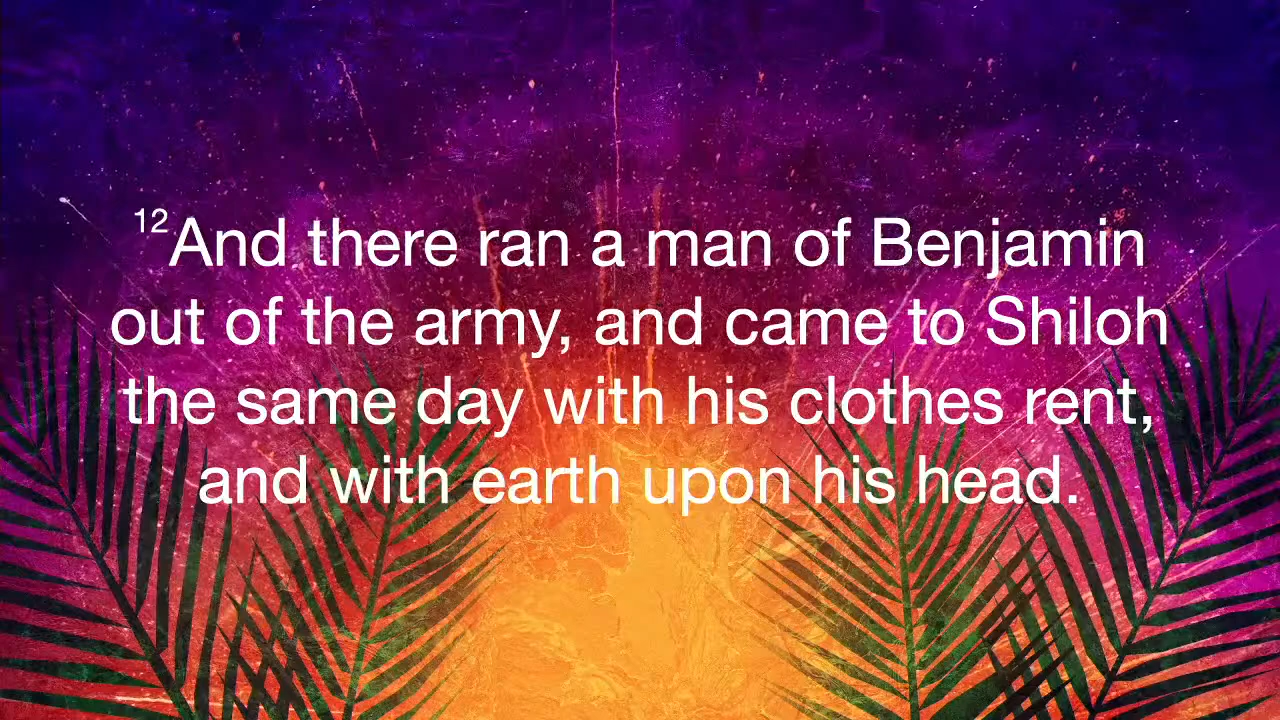 ¹²And there ran a man of Benjamin
out of the army, and came to Shiloh
the same day with his clothes rent,
and with earth upon his head.